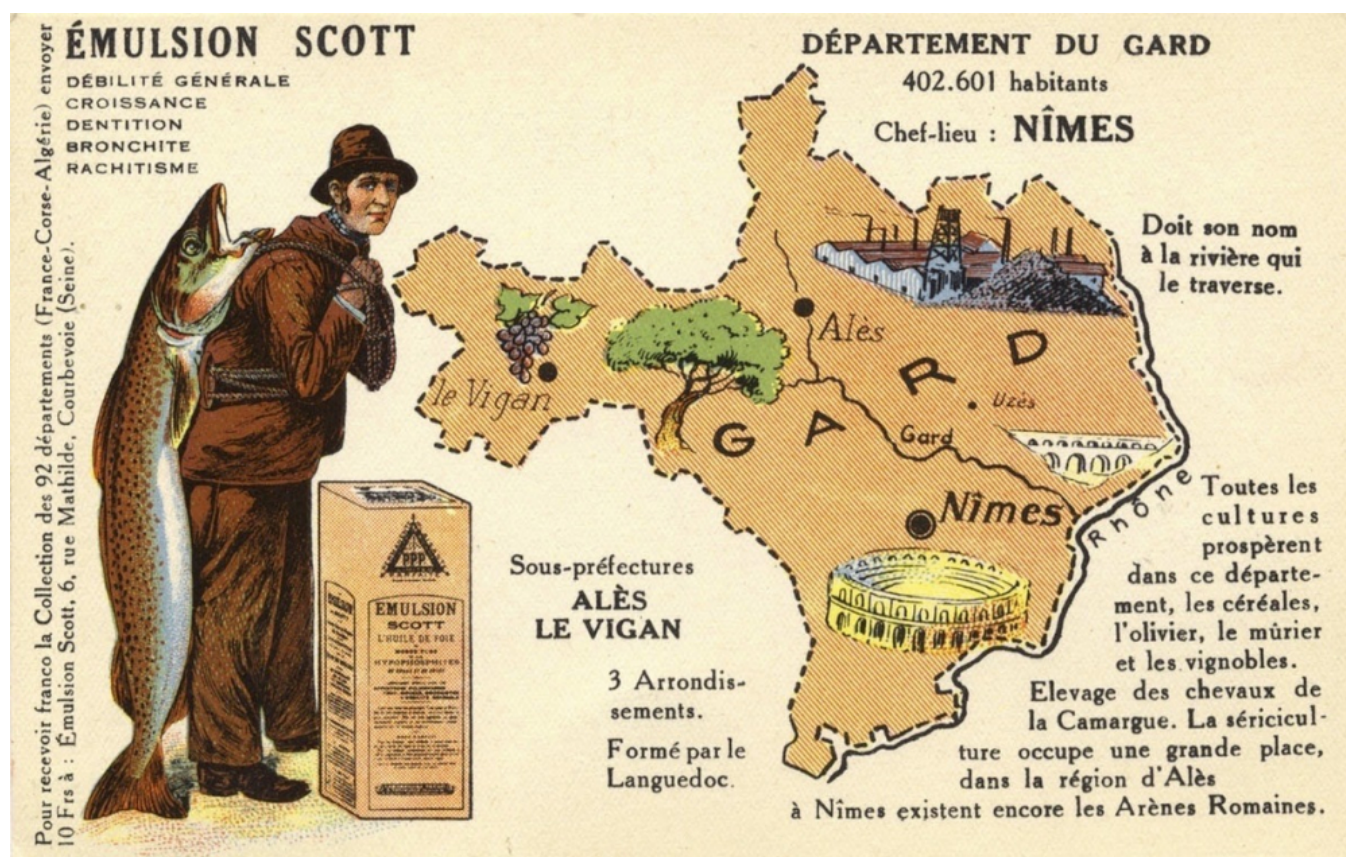 Pour recevoir franco la Collection des 92 départements (France-Corse-Algérie) envoyer
10 Frs à : Émulsion Scott, 6, rue Mathilde, Courbevoie (Seine).
ÉMULSION SCOTT
DÉBILITÉ GÉNÉRALE
CROISSANCE
DENTITION
BRONCHITE
RACHITISME
DÉPARTEMENT DU GARD
402.601 habitants
Chef-lieu : NÎMES
Doit son nom
à la rivière qui
le traverse.
Alès
le Vigan
Uzès
GARD
Gard
Nîmes
Rhône
PPP
EMULSION
SCOTT
L'HUILE DE FOIE
HYPOPHOSPHITES
Sous-préfectures
ALÈS
LE VIGAN
3 Arrondis-
sements.
Formé par le
Languedoc.
Toutes les
cultures
prospèrent
dans ce départe-
ment, les céréales,
l'olivier, le mûrier
et les vignobles.
Elevage des chevaux de
la Camargue. La séricicul-
ture occupe une grande place,
dans la région d'Alès
à Nîmes existent encore les Arènes Romaines.